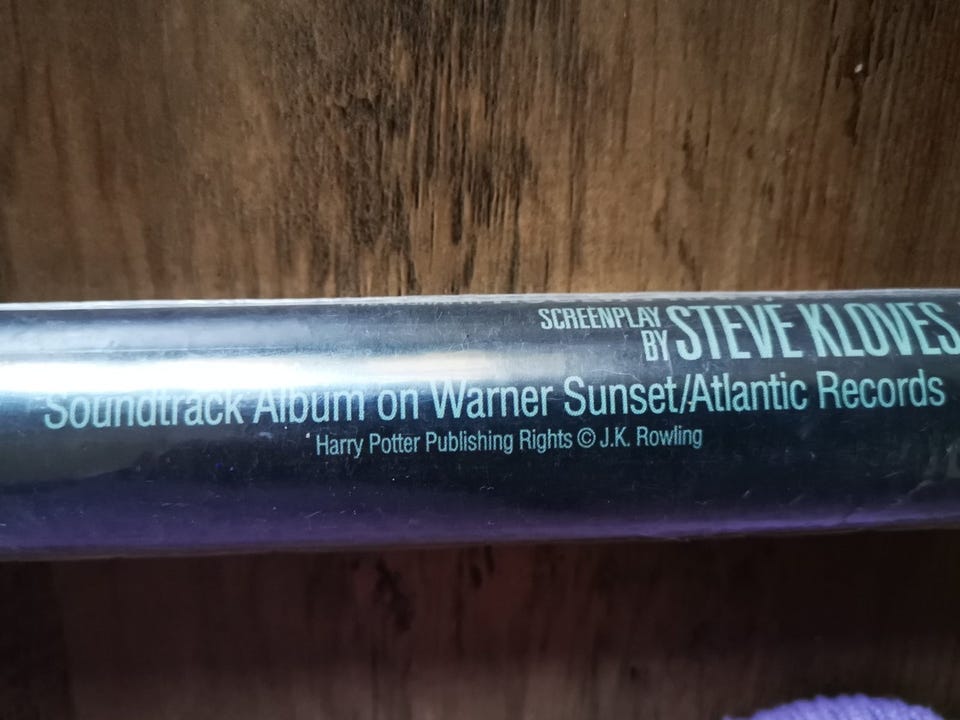 SCREENPLAY
BY STEVE KLOVES
Soundtrack Album on Warner Sunset/Atlantic Records
Harry Potter Publishing Rights © J.K. Rowling